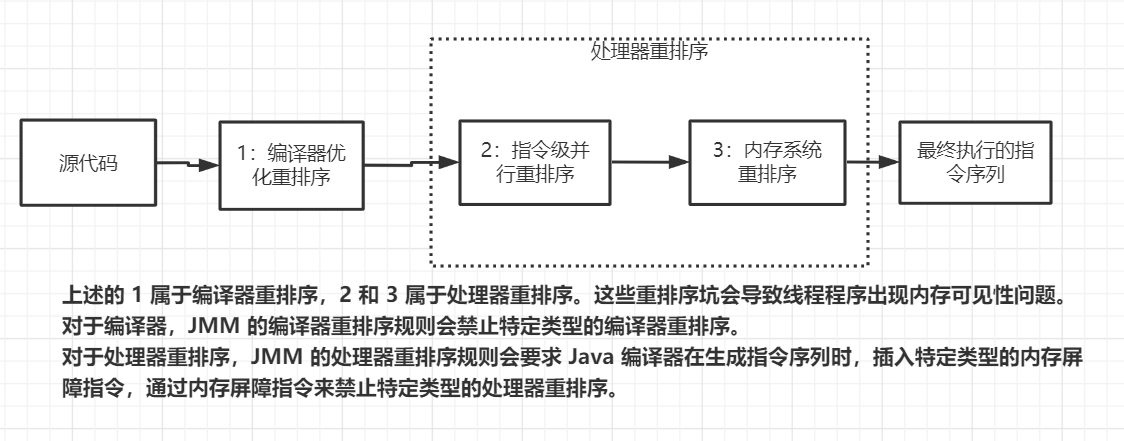 处理器重排序
源代码
1：编译器优
化重排序
2：指令级并
行重排序
3：内存系统
重排序
最终执行的指
令序列
上述的 1 属于编译器重排序，2 和 3 属于处理器重排序。这些重排序坑会导致线程程序出现内存可见性问题。
对于编译器，JMM 的编译器重排序规则会禁止特定类型的编译器重排序。
对于处理器重排序，JMM 的处理器重排序规则会要求 Java 编译器在生成指令序列时，插入特定类型的内存屏
障指令，通过内存屏障指令来禁止特定类型的处理器重排序。